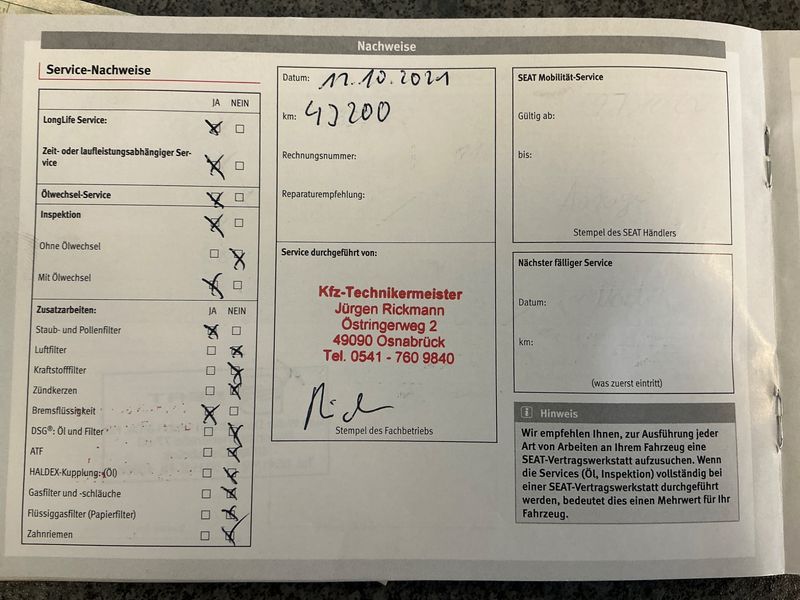 Nachweise
Service-Nachweise
JA NEIN
LongLife Service:
Zeit- oder laufleistungsabhängiger Ser-
vice
Ölwechsel-Service
Inspektion
Ohne Ölwechsel
Mit Ölwechsel
Zusatzarbeiten: JA NEIN
Staub- und Pollenfilter
Luftfilter
Kraftstofffilter
Zündkerzen
Bremsflüssigkeit
DSG®: Öl und Filter
ATF
HALDEX-Kupplung: (Öl)
Gasfilter und -schläuche
Flüssiggasfilter (Papierfilter)
Zahnriemen
Datum: 12.10.2021
km: 43200
Rechnungsnummer:
Reparaturempfehlung:
Service durchgeführt von:
Kfz-Technikermeister
Jürgen Rickmann
Östringerweg 2
49090 Osnabrück
Tel. 0541 - 760 9840
Stempel des Fachbetriebs
SEAT Mobilität-Service
Gültig ab:
bis:
Stempel des SEAT Händlers
Nächster fälliger Service
Datum:
km:
(was zuerst eintritt)
i Hinweis
Wir empfehlen Ihnen, zur Ausführung jeder
Art von Arbeiten an Ihrem Fahrzeug eine
SEAT-Vertragswerkstatt aufzusuchen. Wenn
die Services (Öl, Inspektion) vollständig bei
einer SEAT-Vertragswerkstatt durchgeführt
werden, bedeutet dies einen Mehrwert für Ihr
Fahrzeug.